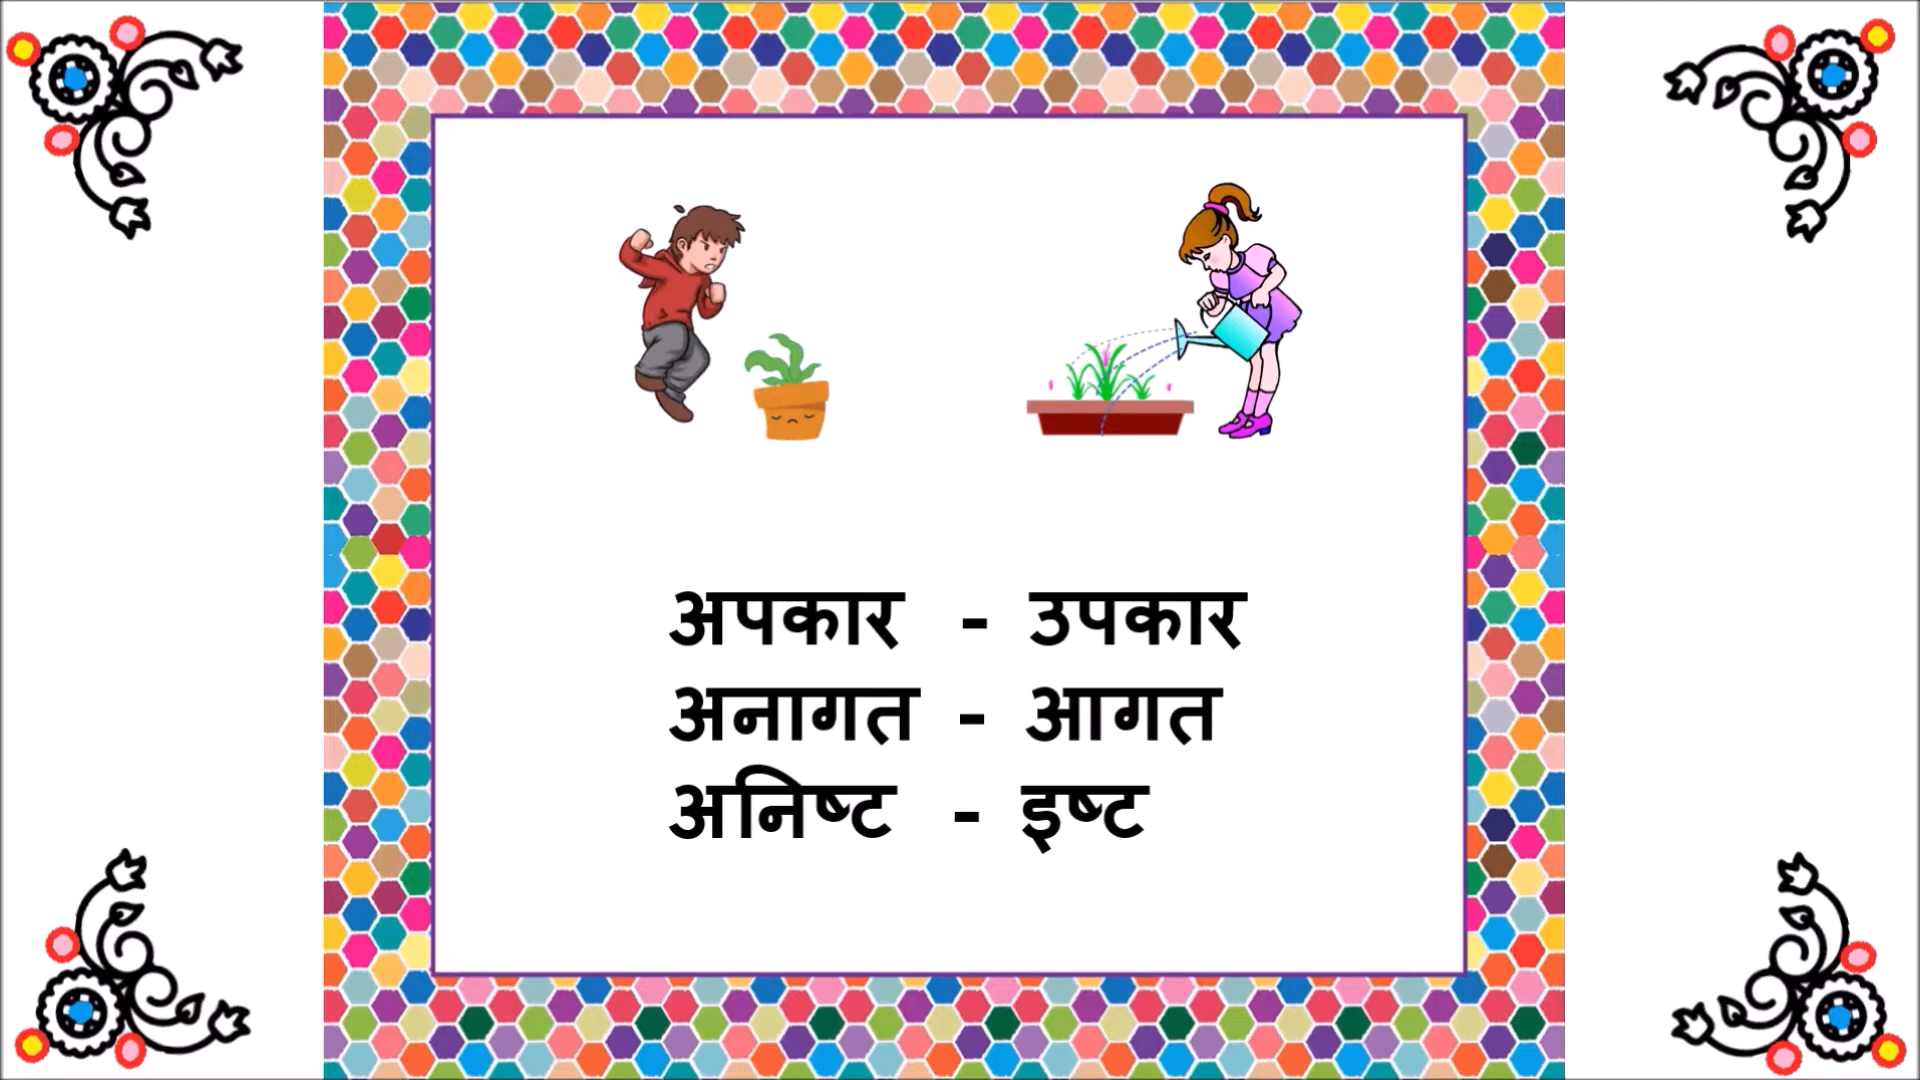 अपकार - उपकार
अनागत - आगत
अनिष्ट - इष्ट